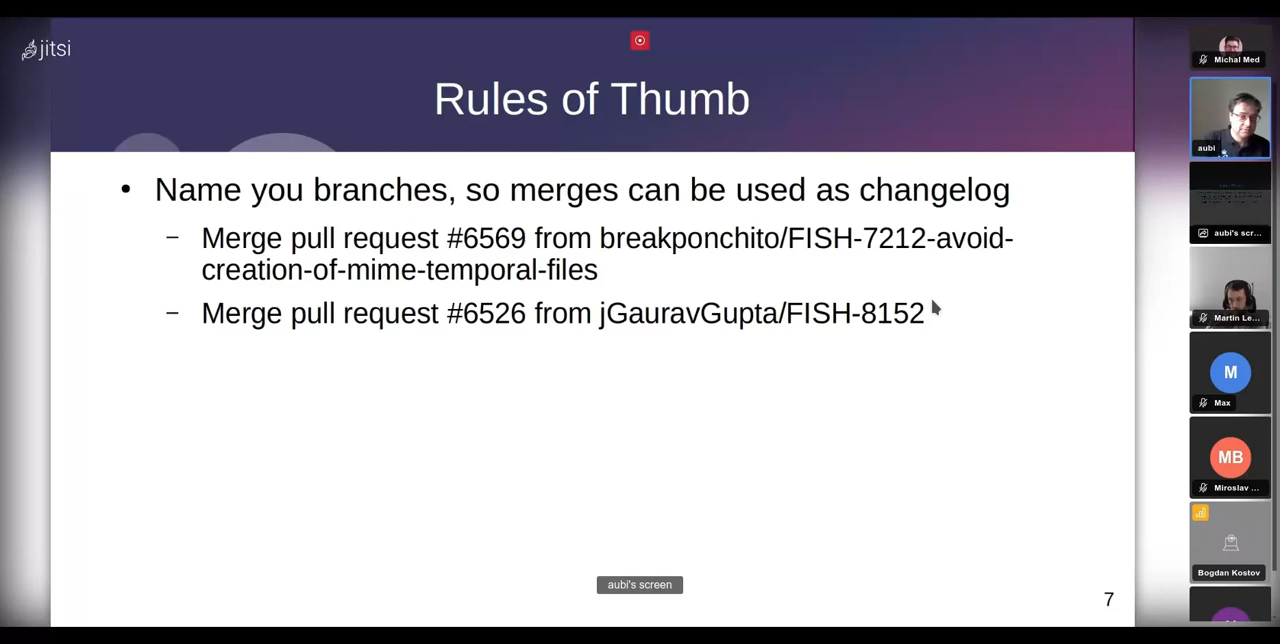 jitsi
Rules of Thumb
• Name you branches, so merges can be used as changelog
– Merge pull request #6569 from breakponchito/FISH-7212-avoid-
creation-of-mime-temporal-files
– Merge pull request #6526 from jGauravGupta/FISH-8152
aubi's screen
7
Michal Med
aubi
aubi's scr...
Martin Le...
M
Max
MB
Miroslav ...
Bogdan Kostov